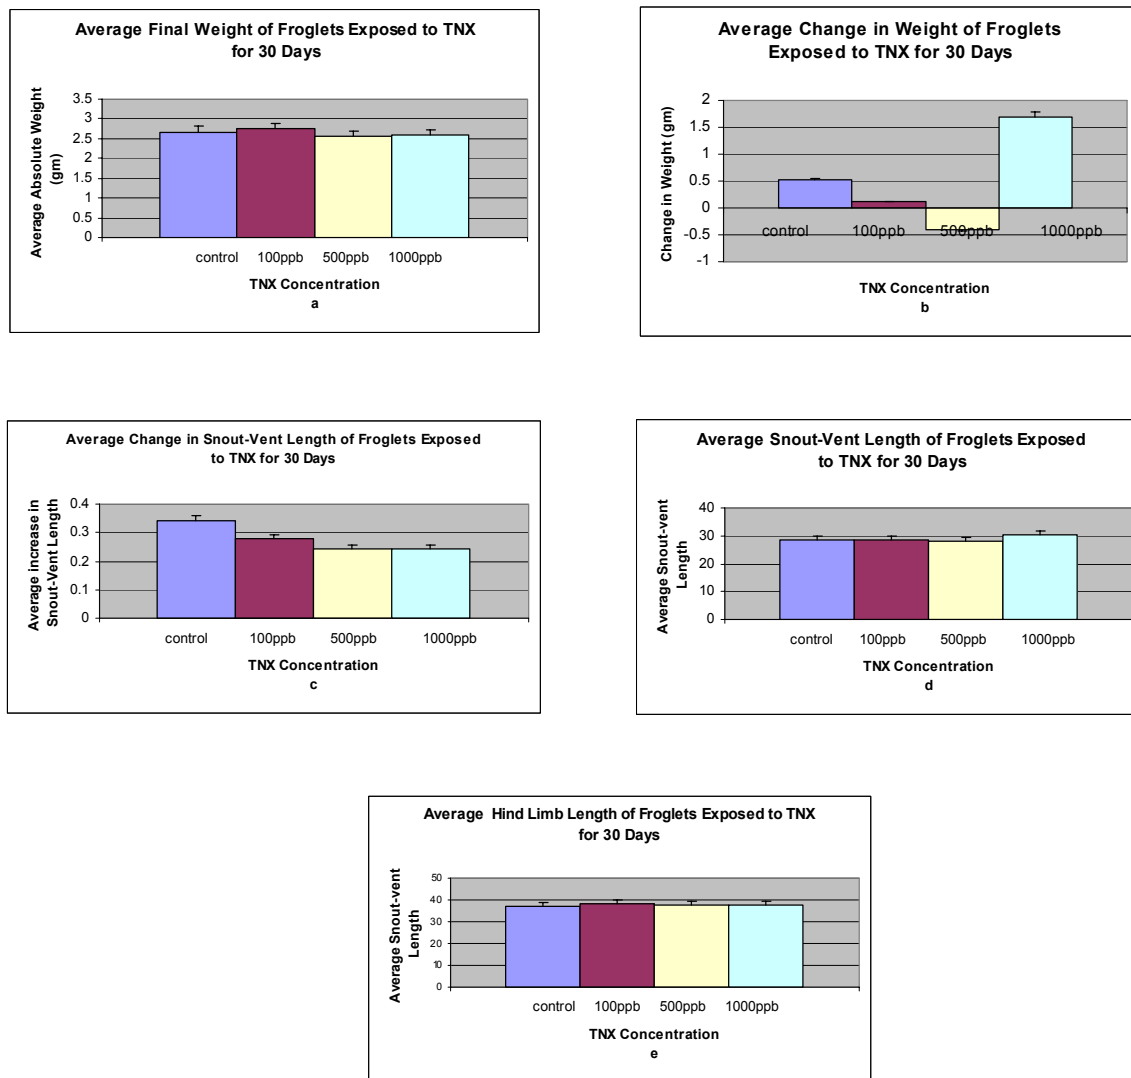 Average Final Weight of Froglets Exposed to TNX
for 30 Days
Average Absolute Weight
(gm)
3.5
3
2.5
2
1.5
1
0.5
0
control 100ppb 500ppb 1000ppb
TNX Concentration
a
Average Change in Weight of Froglets
Exposed to TNX for 30 Days
Change in Weight (gm)
2
1.5
1
0.5
0
-0.5
-1
control 100ppb 500ppb 1000ppb
TNX Concentration
b
Average Change in Snout-Vent Length of Froglets Exposed
to TNX for 30 Days
Average increase in
Snout-Vent Length
0.4
0.3
0.2
0.1
0
control 100ppb 500ppb 1000ppb
TNX Concentration
c
Average Snout-Vent Length of Froglets Exposed
to TNX for 30 Days
Average Snout-vent
Length
40
30
20
10
0
control 100ppb 500ppb 1000ppb
TNX Concentration
d
Average Hind Limb Length of Froglets Exposed to TNX
for 30 Days
Average Snout-vent
Length
50
40
30
20
10
0
control 100ppb 500ppb 1000ppb
TNX Concentration
e